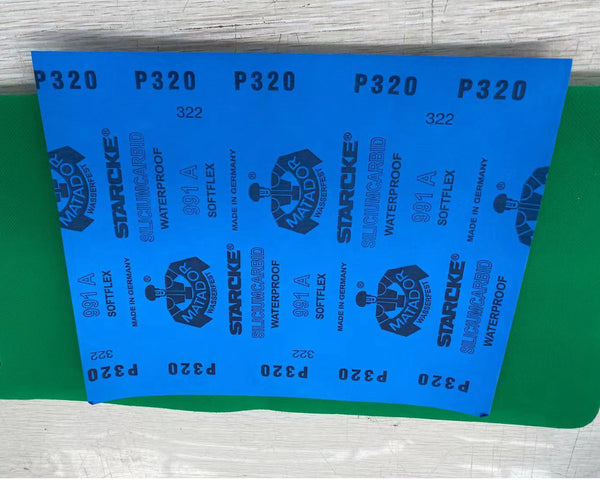 P320 P320 P320 P320 P320
322 322
MATADOR
WASSERFEST
STARCKE®
SILICIUMCARBID
WATERPROOF
991 A
SOFTFLEX
MADE IN GERMANY
®
MATADOR
WASSERFEST
STARCKE®
SILICIUMCARBID
WATERPROOF
991 A
SOFTFLEX
MADE IN GERMANY
®
991 A
SOFTFLEX
MADE IN GERMANY
®
MATADOR
WASSERFEST
STARCKE®
SILICIUMCARBID
WATERPROOF
991 A
SOFTFLEX
MADE IN GERMANY
®
MATADOR
WASSERFEST
STARCKE®
SILICIUMCARBID
WATERPROOF
322 322
P320 P320 P320 P320 P320